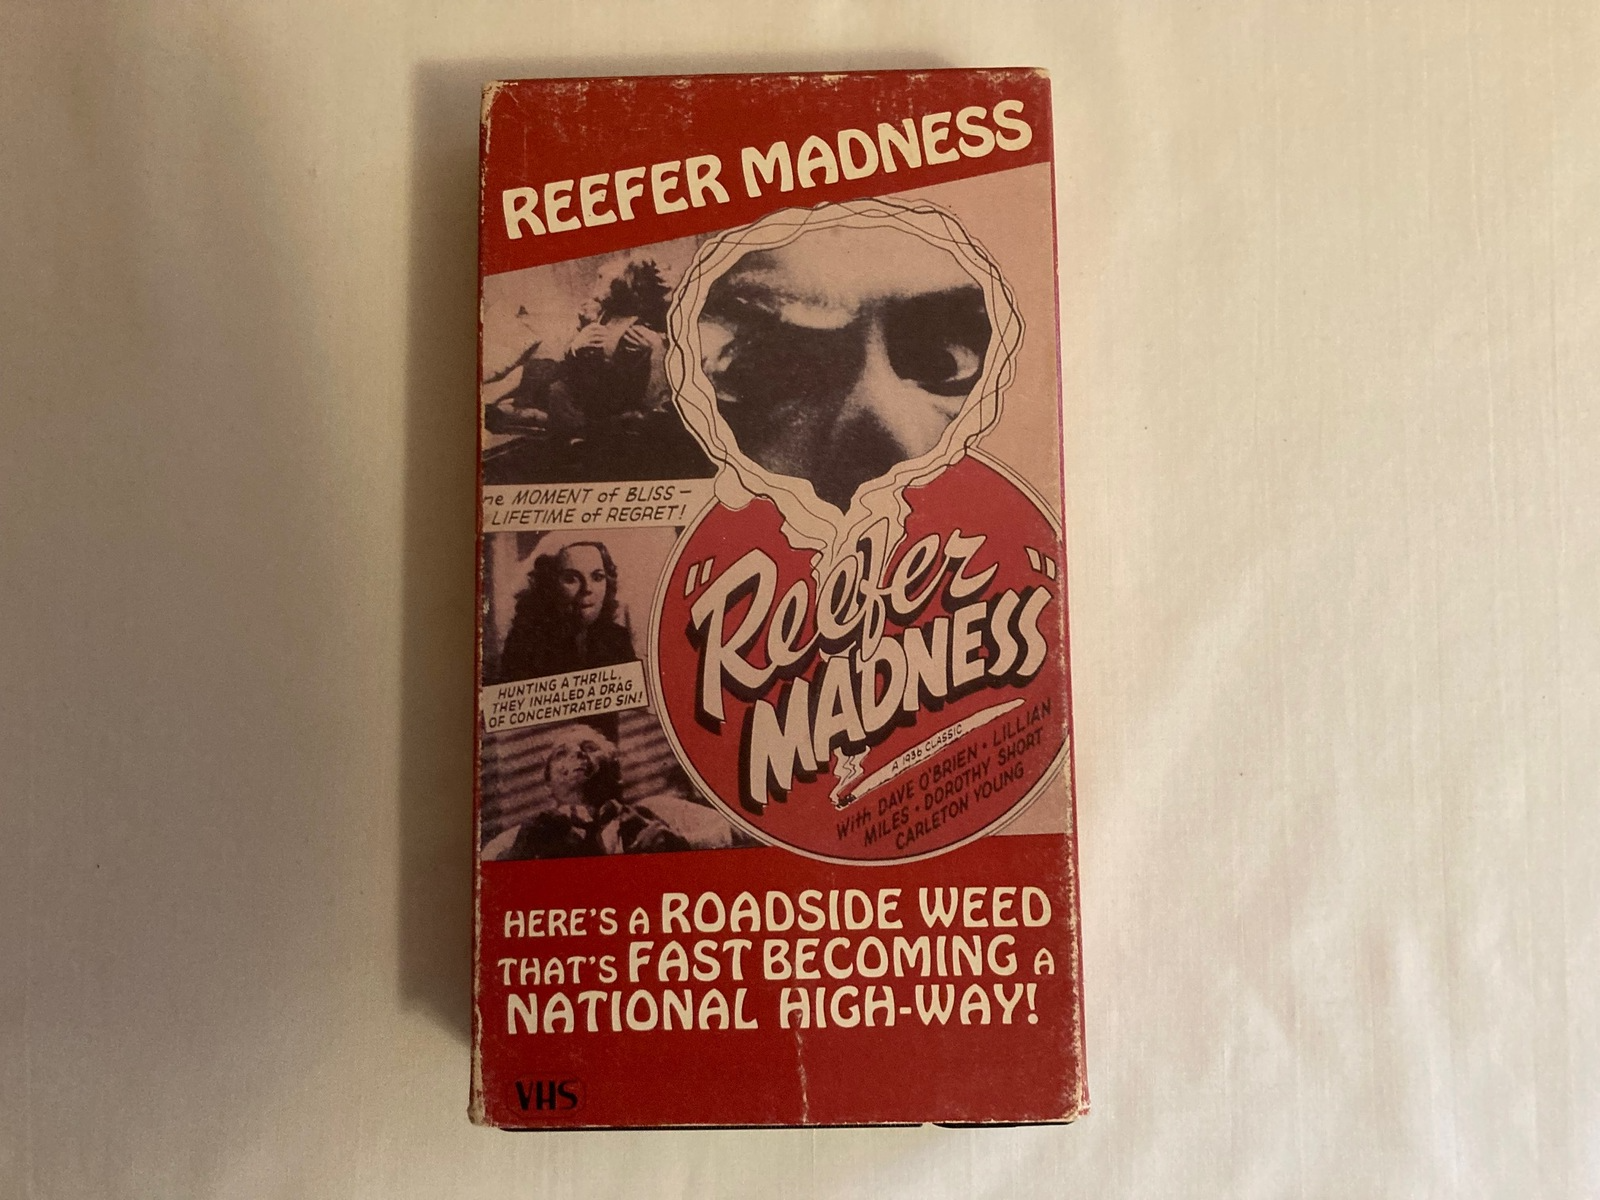 REEFER MADNESS
ne MOMENT of BLISS –
LIFETIME of REGRET!
HUNTING A THRILL,
THEY INHALED A DRAG
OF CONCENTRATED SIN!
"Reefer
MADNESS"
A 1936 CLASSIC
With DAVE O'BRIEN • LILLIAN
MILES • DOROTHY SHORT
CARLETON YOUNG
HERE'S A ROADSIDE WEED
THAT'S FAST BECOMING A
NATIONAL HIGH-WAY!
VHS